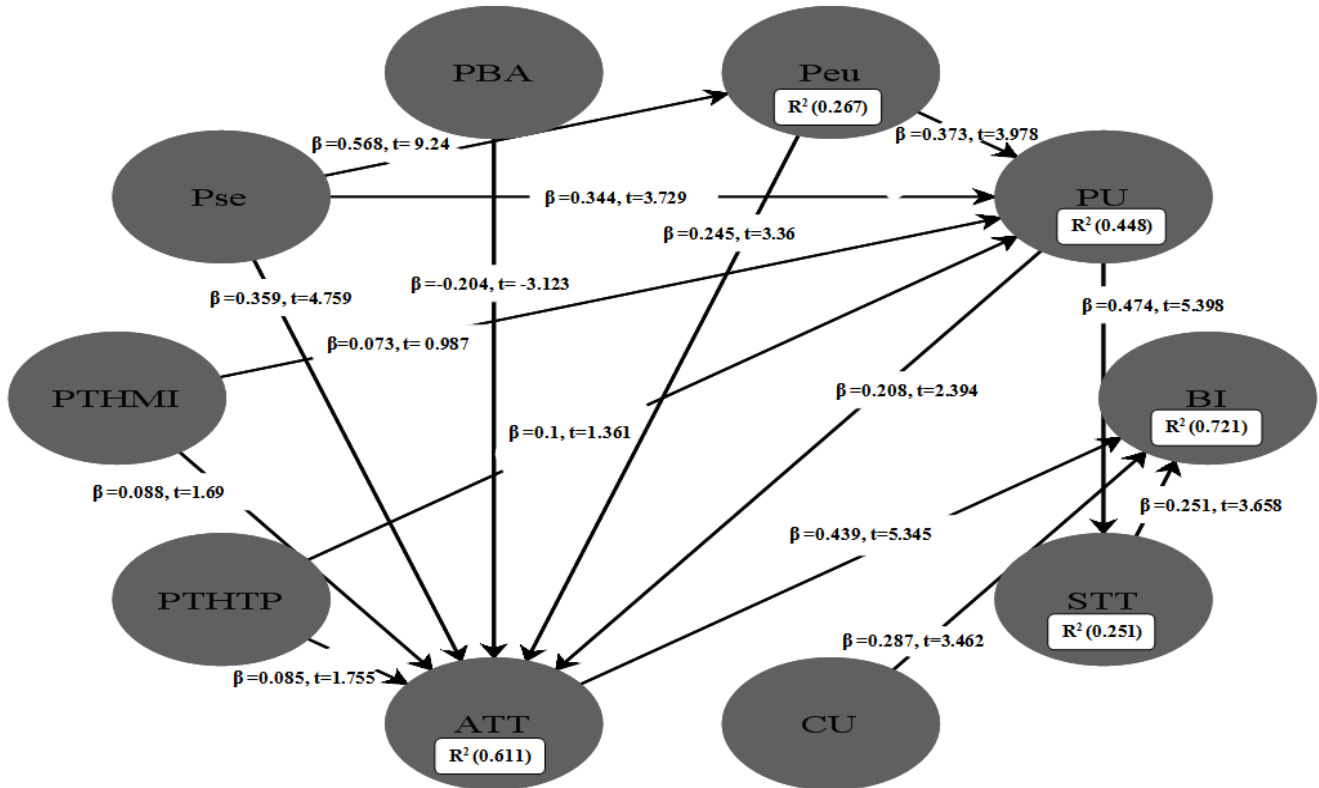 PBA
Peu
R² (0.267)
β=0.373, t=3.978
β=0.568, t= 9.24
Pse
β=0.344, t=3.729
PU
R² (0.448)
β=0.245, t=3.36
β=0.359, t=4.759
β=-0.204, t= -3.123
β=0.474, t=5.398
β=0.073, t= 0.987
PTHMI
β=0.208, t=2.394
BI
R² (0.721)
β=0.1, t=1.361
β=0.088, t=1.69
β=0.251, t=3.658
β=0.439, t=5.345
PTHTP
STT
R² (0.251)
β=0.287, t=3.462
β=0.085, t=1.755
ATT
R² (0.611)
CU